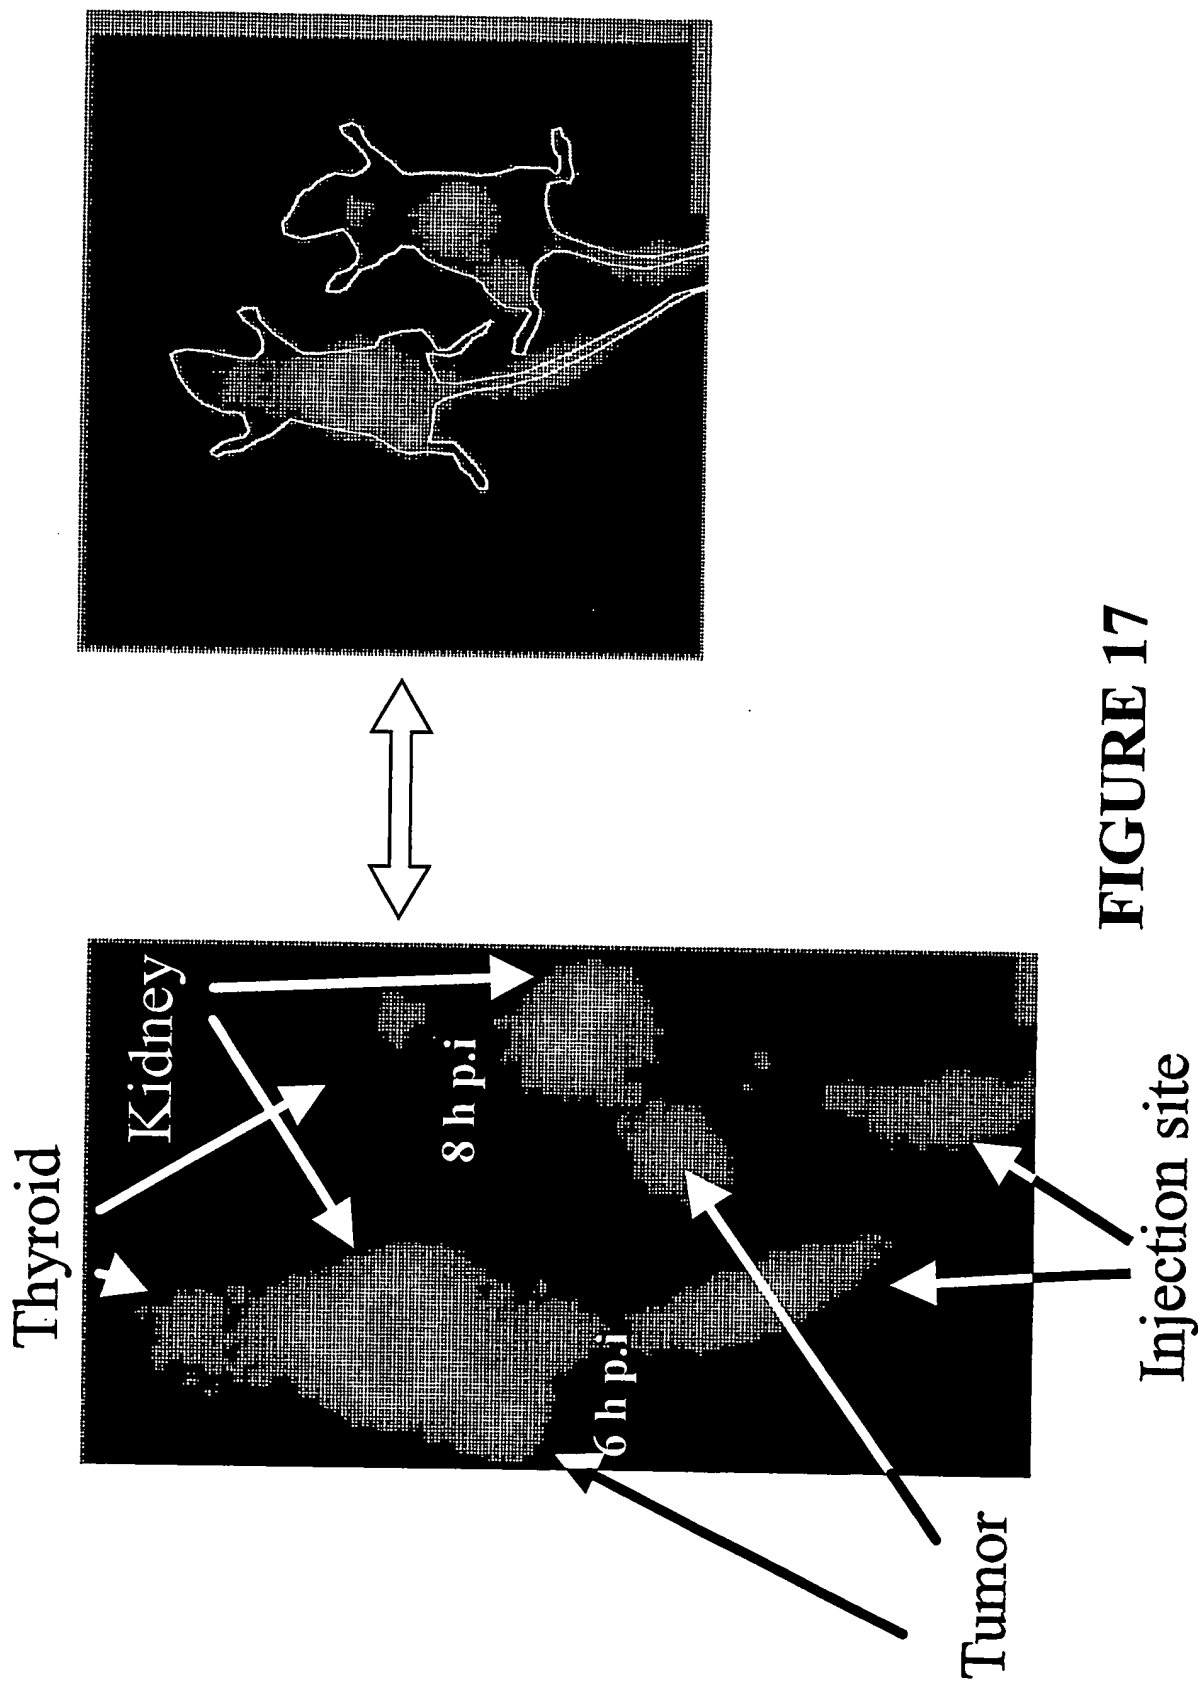 Thyroid
Kidney
8 h p.i
6 h p.i
Tumor
Injection site
FIGURE 17